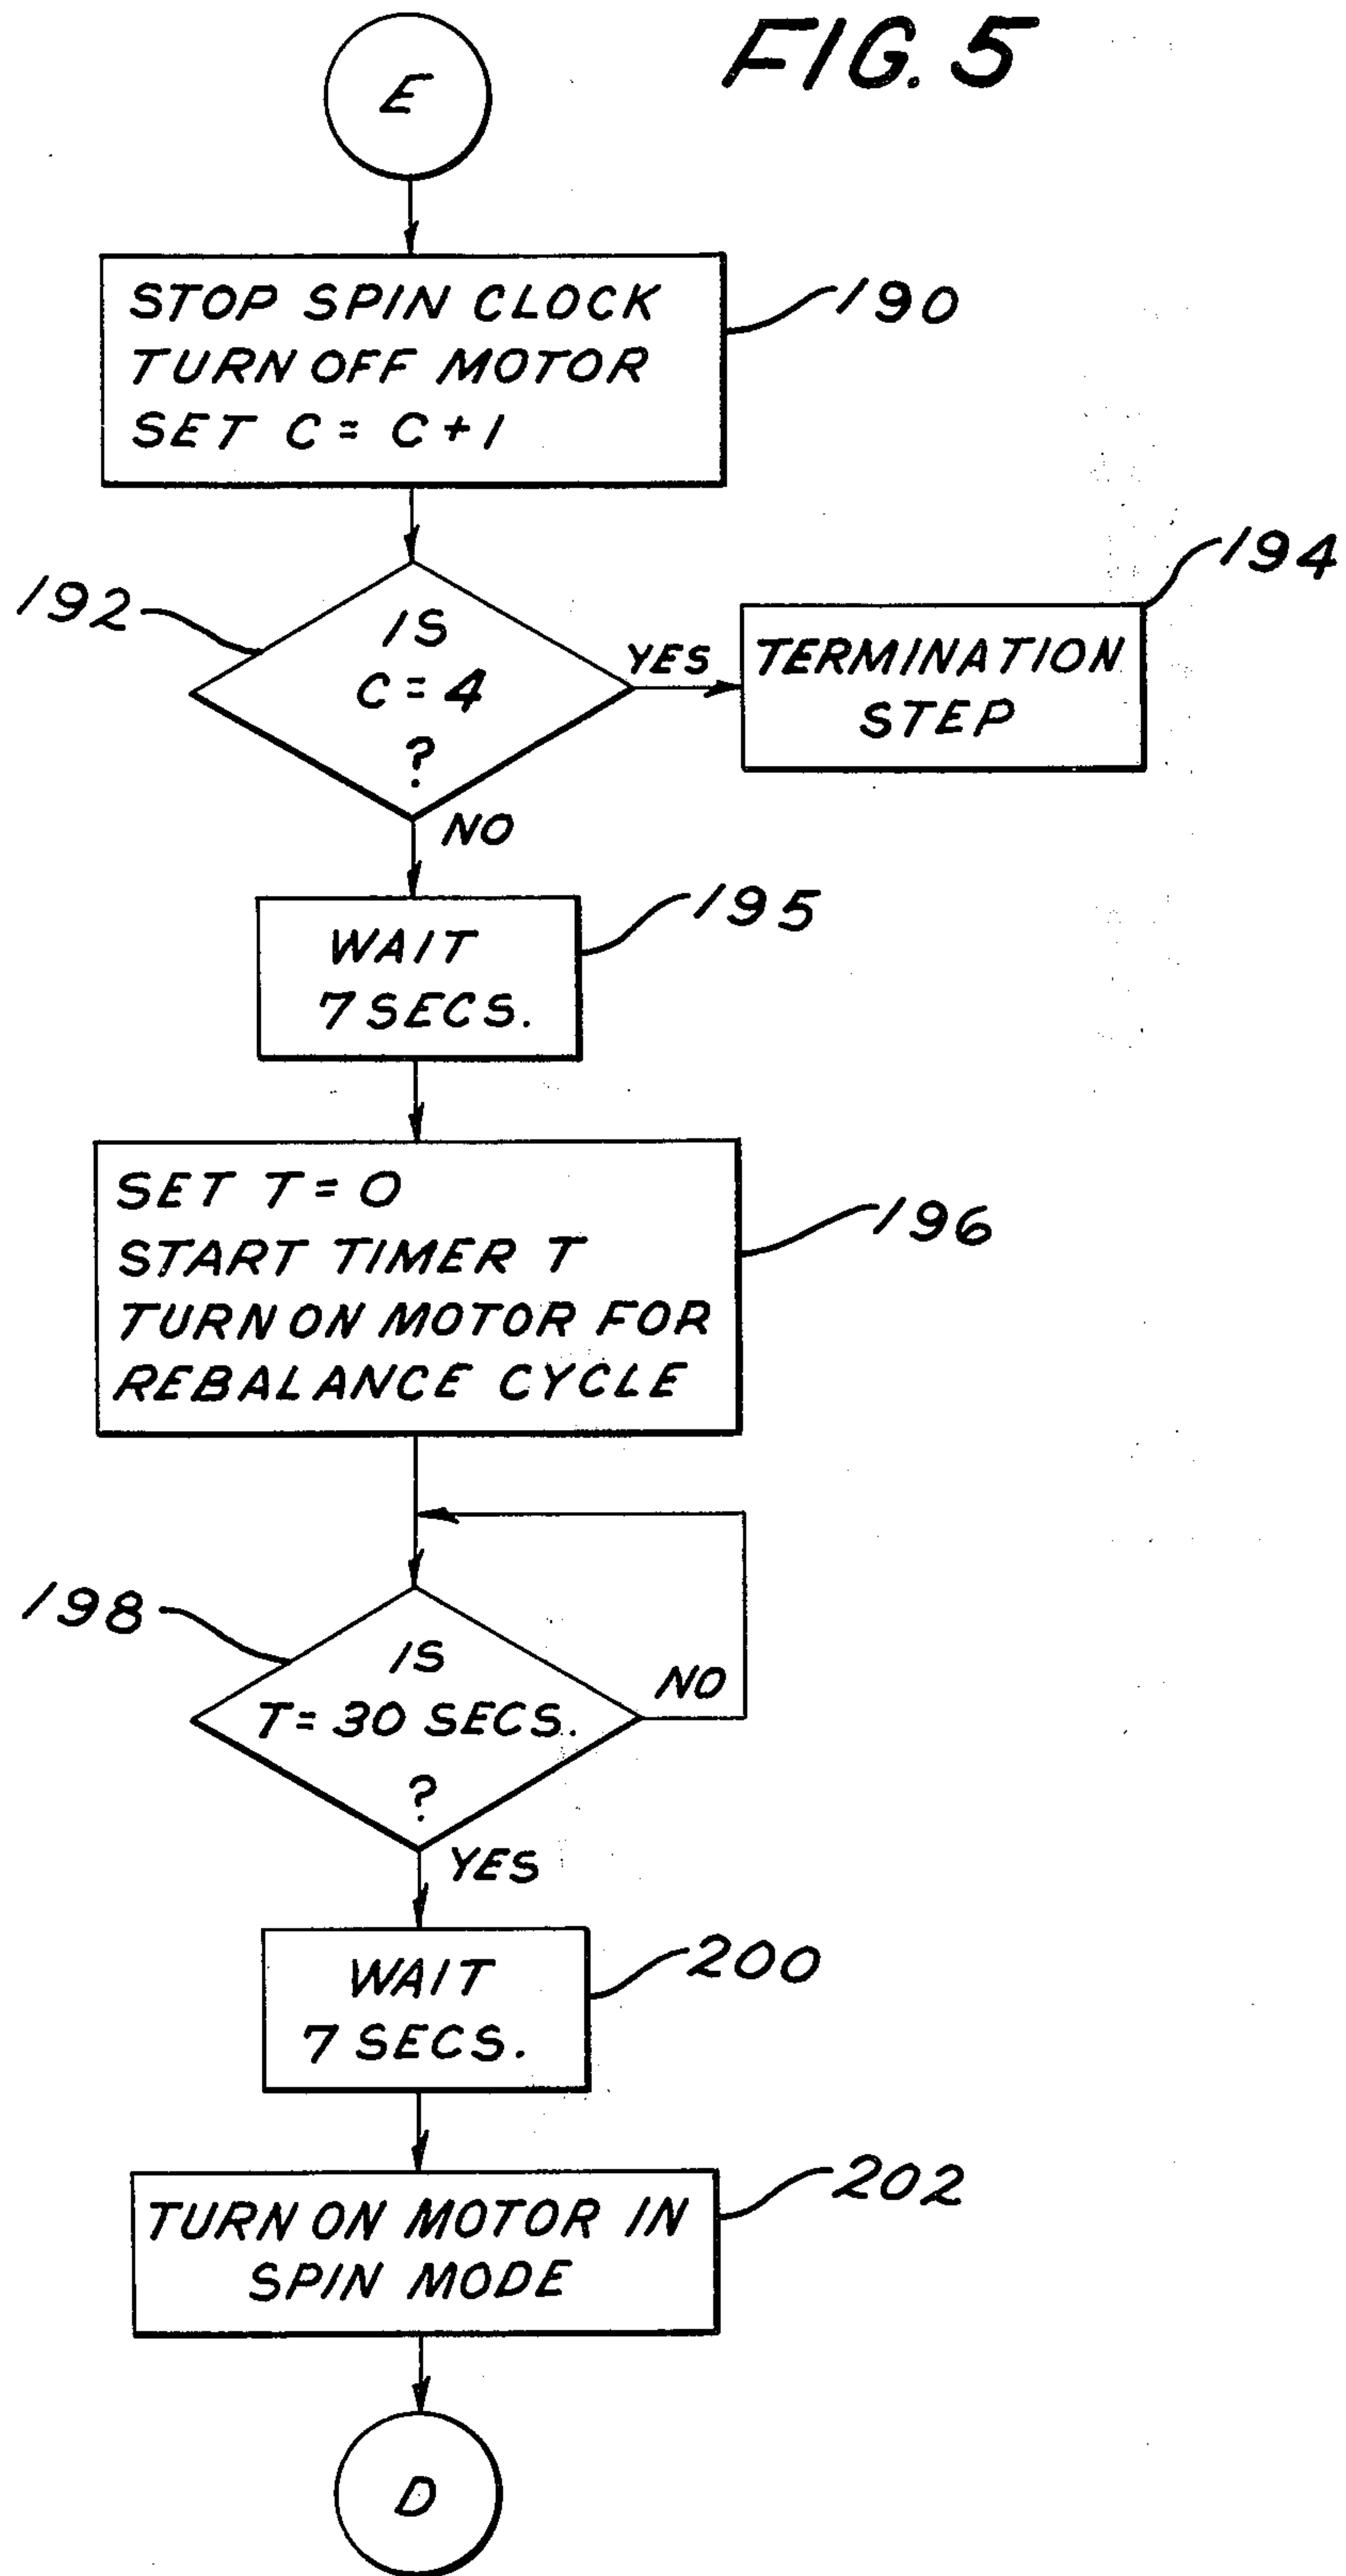 FIG. 5
E
STOP SPIN CLOCK
TURN OFF MOTOR
SET C = C + 1
190
192
IS
C = 4
?
YES
TERMINATION
STEP
194
NO
WAIT
7 SECS.
195
SET T = 0
START TIMER T
TURN ON MOTOR FOR
REBALANCE CYCLE
196
198
IS
T = 30 SECS.
?
NO
YES
WAIT
7 SECS.
200
TURN ON MOTOR IN
SPIN MODE
202
D